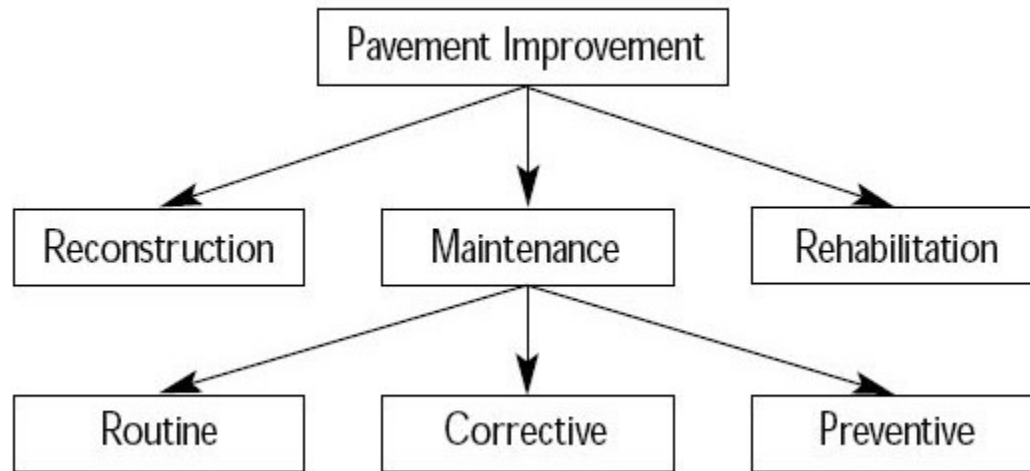 Pavement Improvement
Reconstruction
Maintenance
Rehabilitation
Routine
Corrective
Preventive